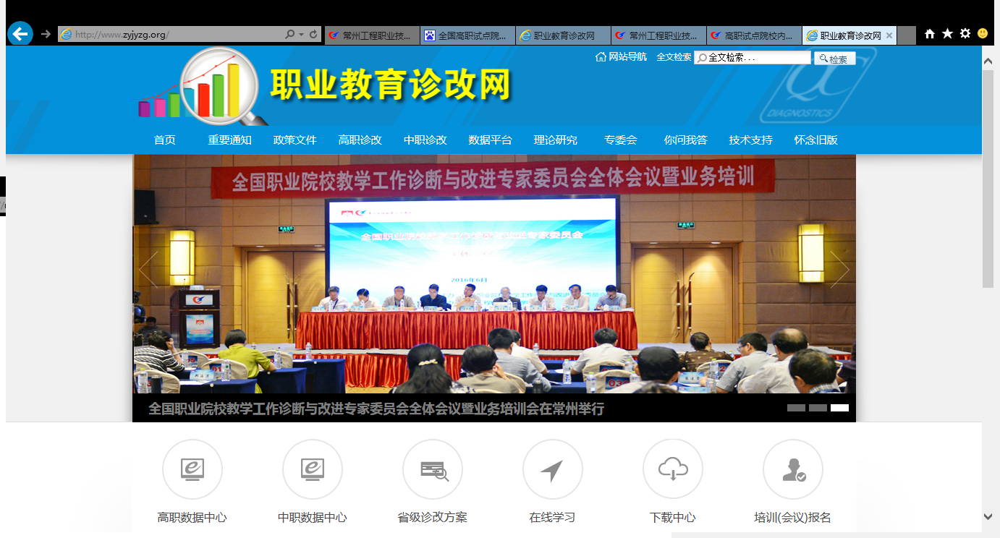 http://www.zyjyzg.org/
常州工程职业技...
全国高职试点院...
职业教育诊改网
常州工程职业技...
高职试点院校内...
职业教育诊改网
网站导航
全文检索
全文检索...
检索
职业教育诊改网
QC
DIAGNOSTICS
首页
重要通知
政策文件
高职诊改
中职诊改
数据平台
理论研究
专委会
你问我答
技术支持
怀念旧版
全国职业院校教学工作诊断与改进专家委员会全体会议暨业务培训
全国职业院校教学工作诊断与改进专家委员会
2016年6月
全国职业院校教学工作诊断与改进专家委员会全体会议暨业务培训会在常州举行
高职数据中心
中职数据中心
省级诊改方案
在线学习
下载中心
培训(会议)报名